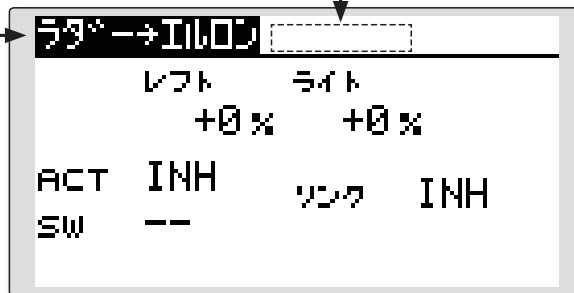 ラダー→エルロン
レフト ライト
+0% +0%
ACT INH リンク INH
SW --